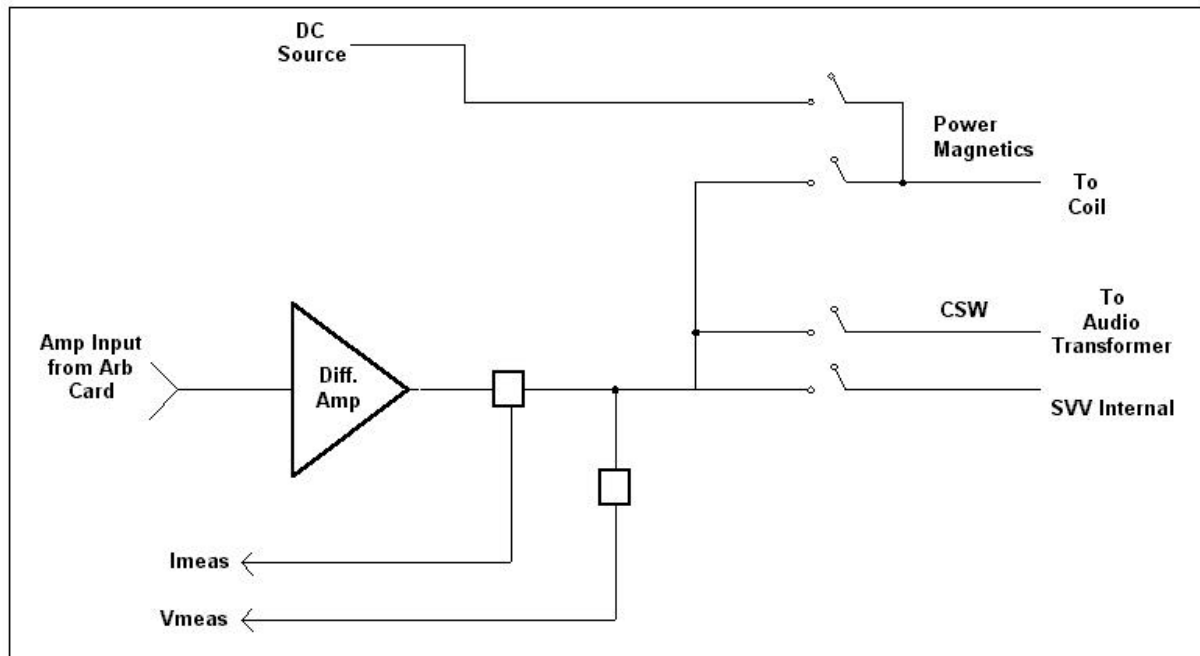 DC
Source
Power
Magnetics
To
Coil
CSW
To
Audio
Transformer
Amp Input
from Arb
Card
Diff.
Amp
SVV Internal
Imeas
Vmeas